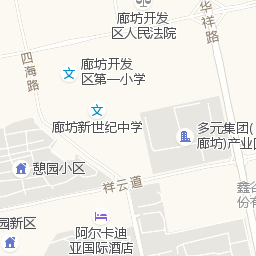 廊坊开发
区人民法院
华祥路
四海路
廊坊开发
区第一小学
廊坊新世纪中学
多元集团(
廊坊)产业园
憩园小区
祥云道
鑫谷
份有
园新区
阿尔卡迪
亚国际酒店